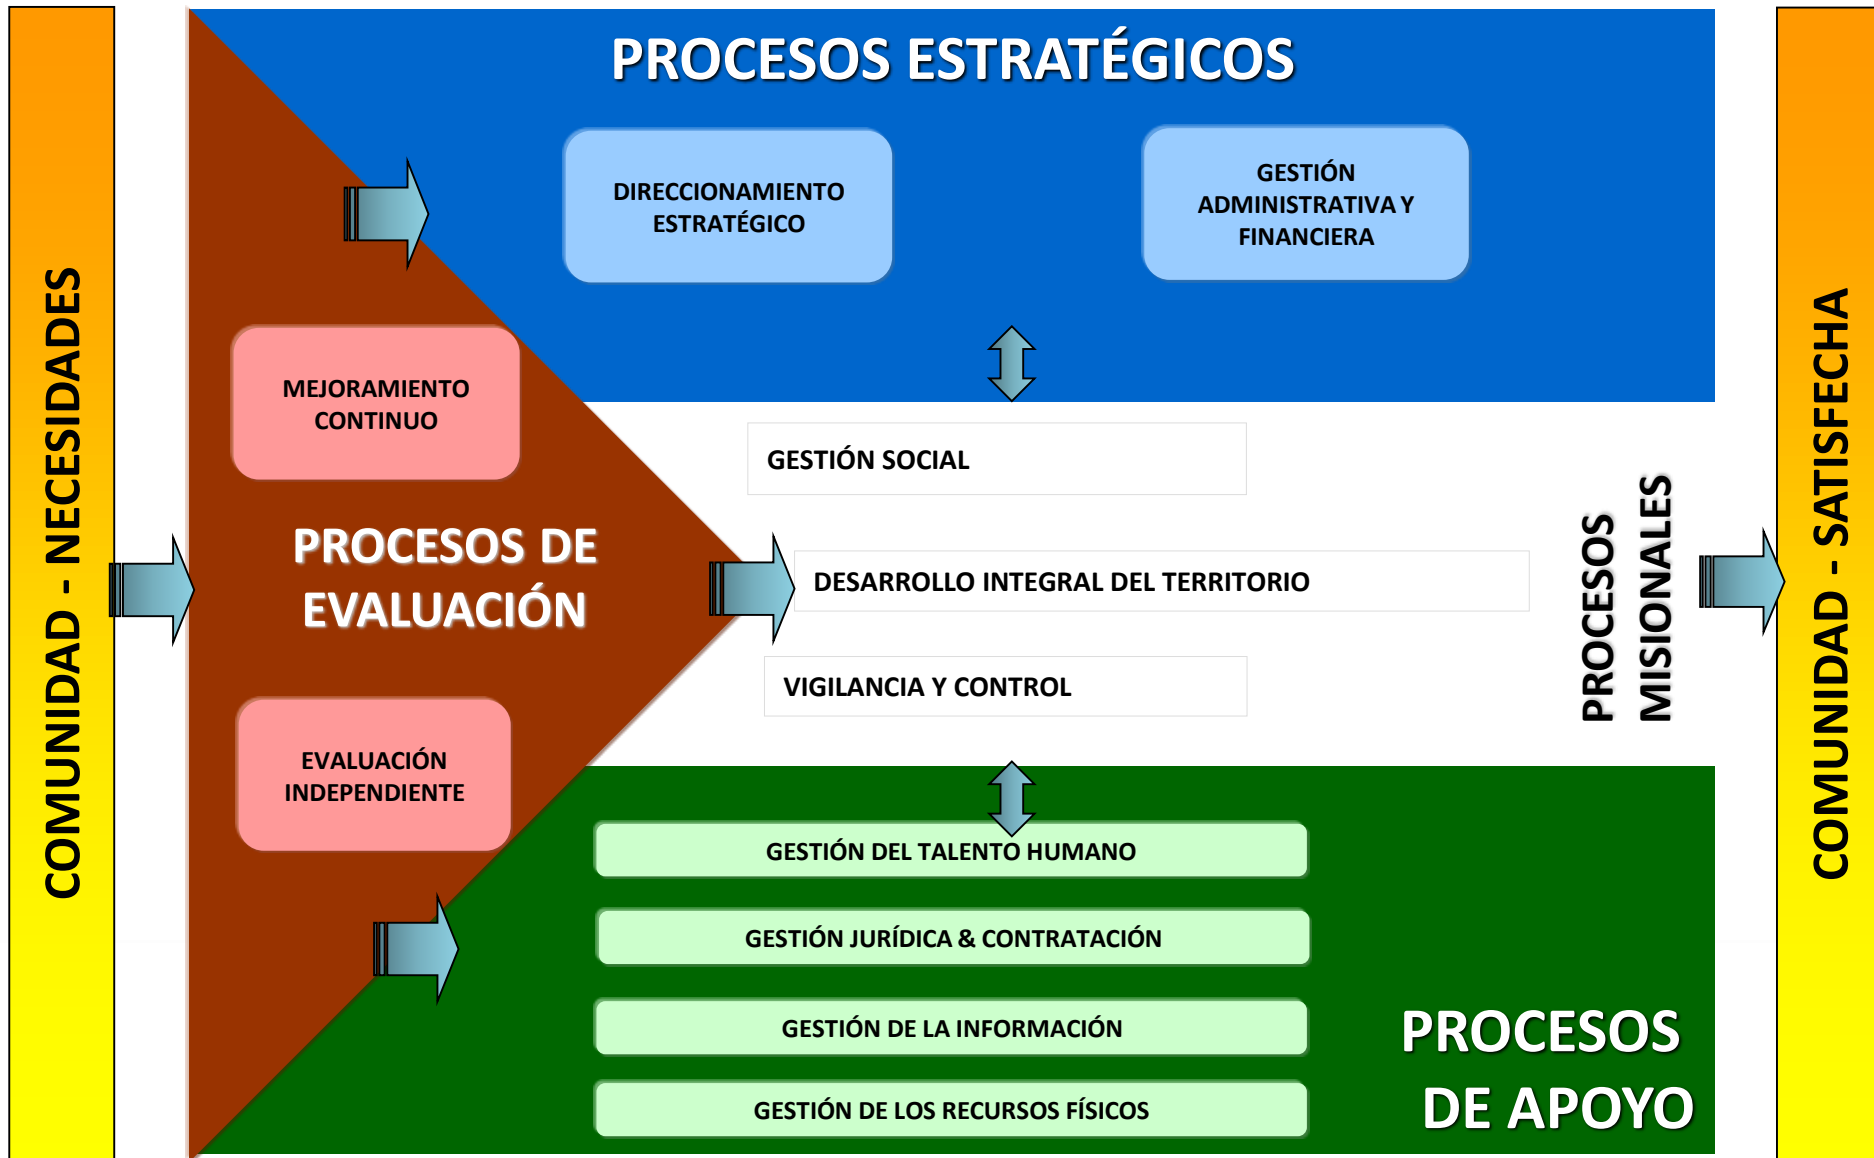 COMUNIDAD - NECESIDADES
PROCESOS ESTRATÉGICOS
DIRECCIONAMIENTO
ESTRATÉGICO
GESTIÓN
ADMINISTRATIVA Y
FINANCIERA
MEJORAMIENTO
CONTINUO
PROCESOS DE
EVALUACIÓN
EVALUACIÓN
INDEPENDIENTE
GESTIÓN SOCIAL
DESARROLLO INTEGRAL DEL TERRITORIO
VIGILANCIA Y CONTROL
PROCESOS
MISIONALES
GESTIÓN DEL TALENTO HUMANO
GESTIÓN JURÍDICA & CONTRATACIÓN
GESTIÓN DE LA INFORMACIÓN
GESTIÓN DE LOS RECURSOS FÍSICOS
PROCESOS
DE APOYO
COMUNIDAD - SATISFECHA